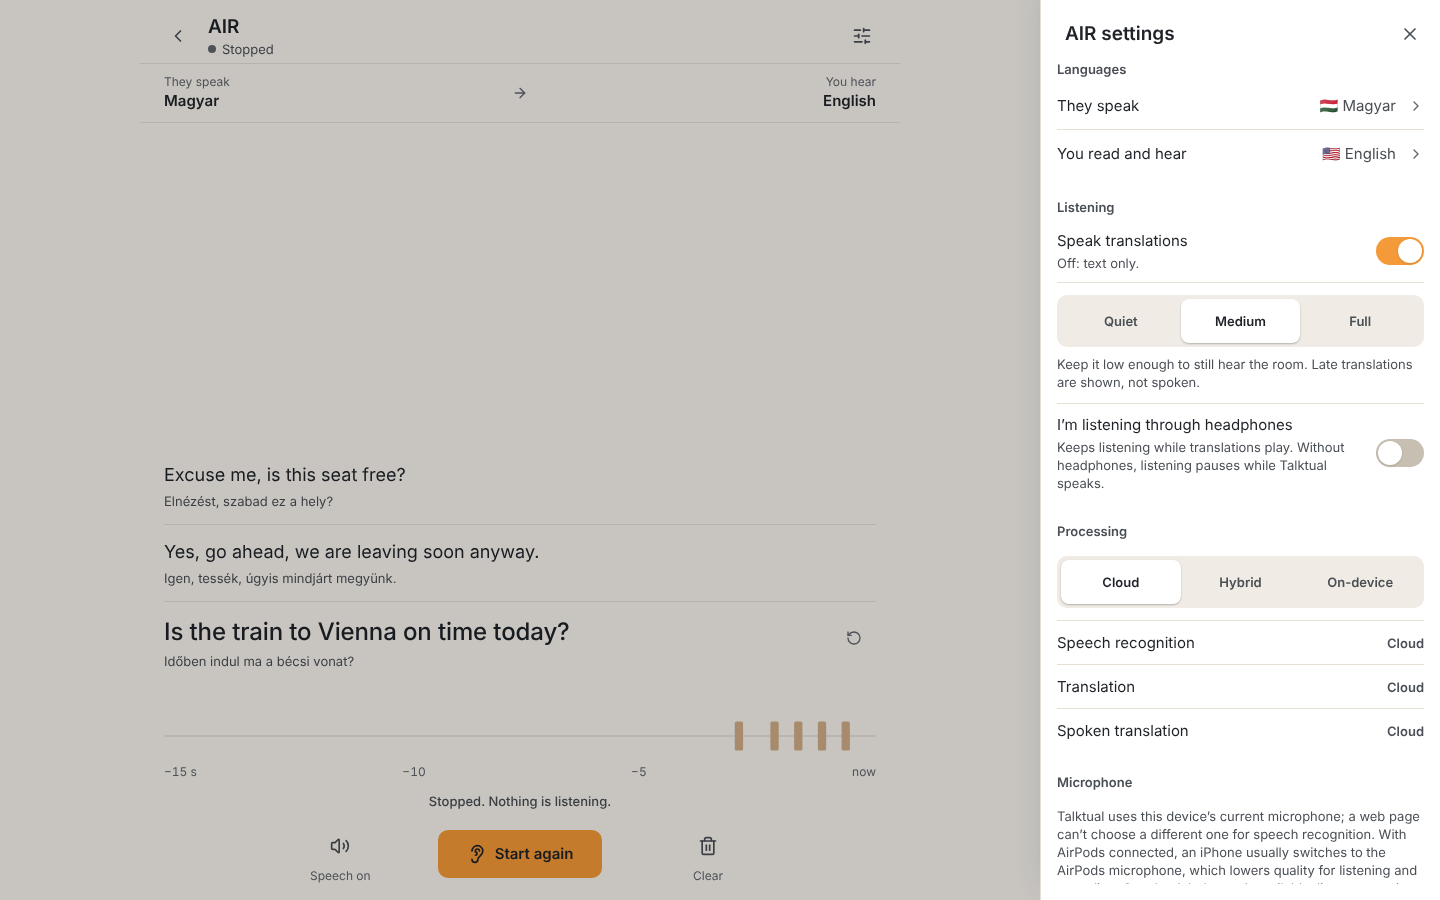 AIR
Stopped
They speak
Magyar
You hear
English
Excuse me, is this seat free?
Elnézést, szabad ez a hely?
Yes, go ahead, we are leaving soon anyway.
Igen, tessék, úgyis mindjárt megyünk.
Is the train to Vienna on time today?
Időben indul ma a bécsi vonat?
−15 s
−10
−5
now
Stopped. Nothing is listening.
Speech on
Start again
Clear
AIR settings
Languages
They speak
Magyar
You read and hear
English
Listening
Speak translations
Off: text only.
Quiet
Medium
Full
Keep it low enough to still hear the room. Late translations
are shown, not spoken.
I’m listening through headphones
Keeps listening while translations play. Without
headphones, listening pauses while Talktual
speaks.
Processing
Cloud
Hybrid
On-device
Speech recognition
Cloud
Translation
Cloud
Spoken translation
Cloud
Microphone
Talktual uses this device’s current microphone; a web page
can’t choose a different one for speech recognition. With
AirPods connected, an iPhone usually switches to the
AirPods microphone, which lowers quality for listening and